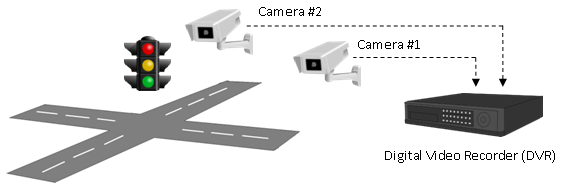 Camera #2
Camera #1
Digital Video Recorder (DVR)